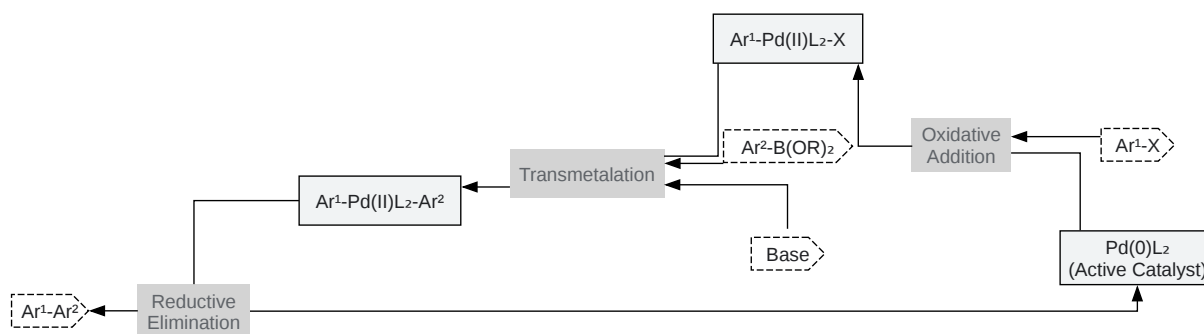 Ar¹-Pd(II)L₂-X
Oxidative
Addition
Ar²-B(OR)₂
Ar¹-X
Transmetalation
Ar¹-Pd(II)L₂-Ar²
Base
Pd(0)L₂
(Active Catalyst)
Ar¹-Ar²
Reductive
Elimination